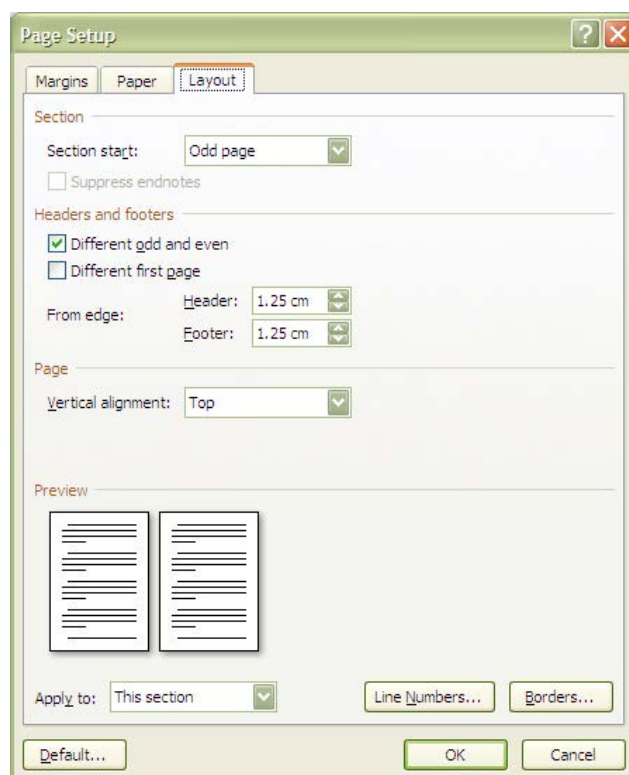 Page Setup
Margins Paper Layout
Section
Section start: Odd page
Suppress endnotes
Headers and footers
Different odd and even
Different first page
From edge:
Header: 1.25 cm
Footer: 1.25 cm
Page
Vertical alignment: Top
Preview
Apply to: This section
Line Numbers... Borders...
Default... OK Cancel